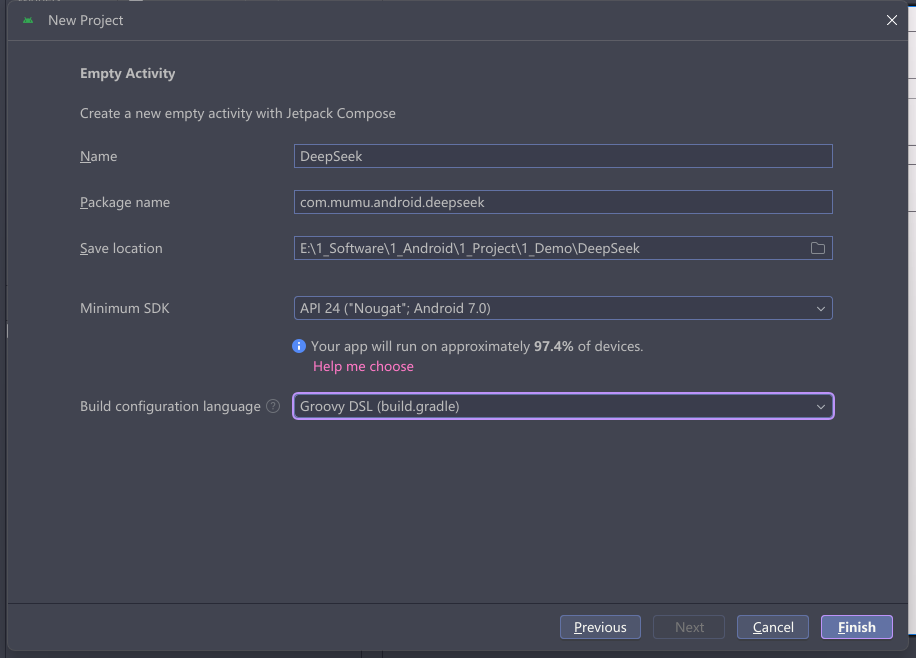 New Project
Empty Activity
Create a new empty activity with Jetpack Compose
Name DeepSeek
Package name com.mumu.android.deepseek
Save location E:\1_Software\1_Android\1_Project\1_Demo\DeepSeek
Minimum SDK API 24 ("Nougat"; Android 7.0)
Your app will run on approximately 97.4% of devices.
Help me choose
Build configuration language ? Groovy DSL (build.gradle)
Previous Next Cancel Finish